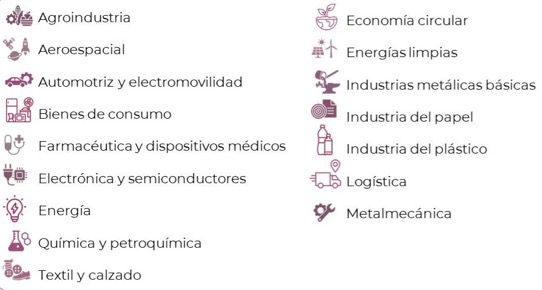 Agroindustria
Aeroespacial
Automotriz y electromovilidad
Bienes de consumo
Farmacéutica y dispositivos médicos
Electrónica y semiconductores
Energía
Química y petroquímica
Textil y calzado
Economía circular
Energías limpias
Industrias metálicas básicas
Industria del papel
Industria del plástico
Logística
Metalmecánica